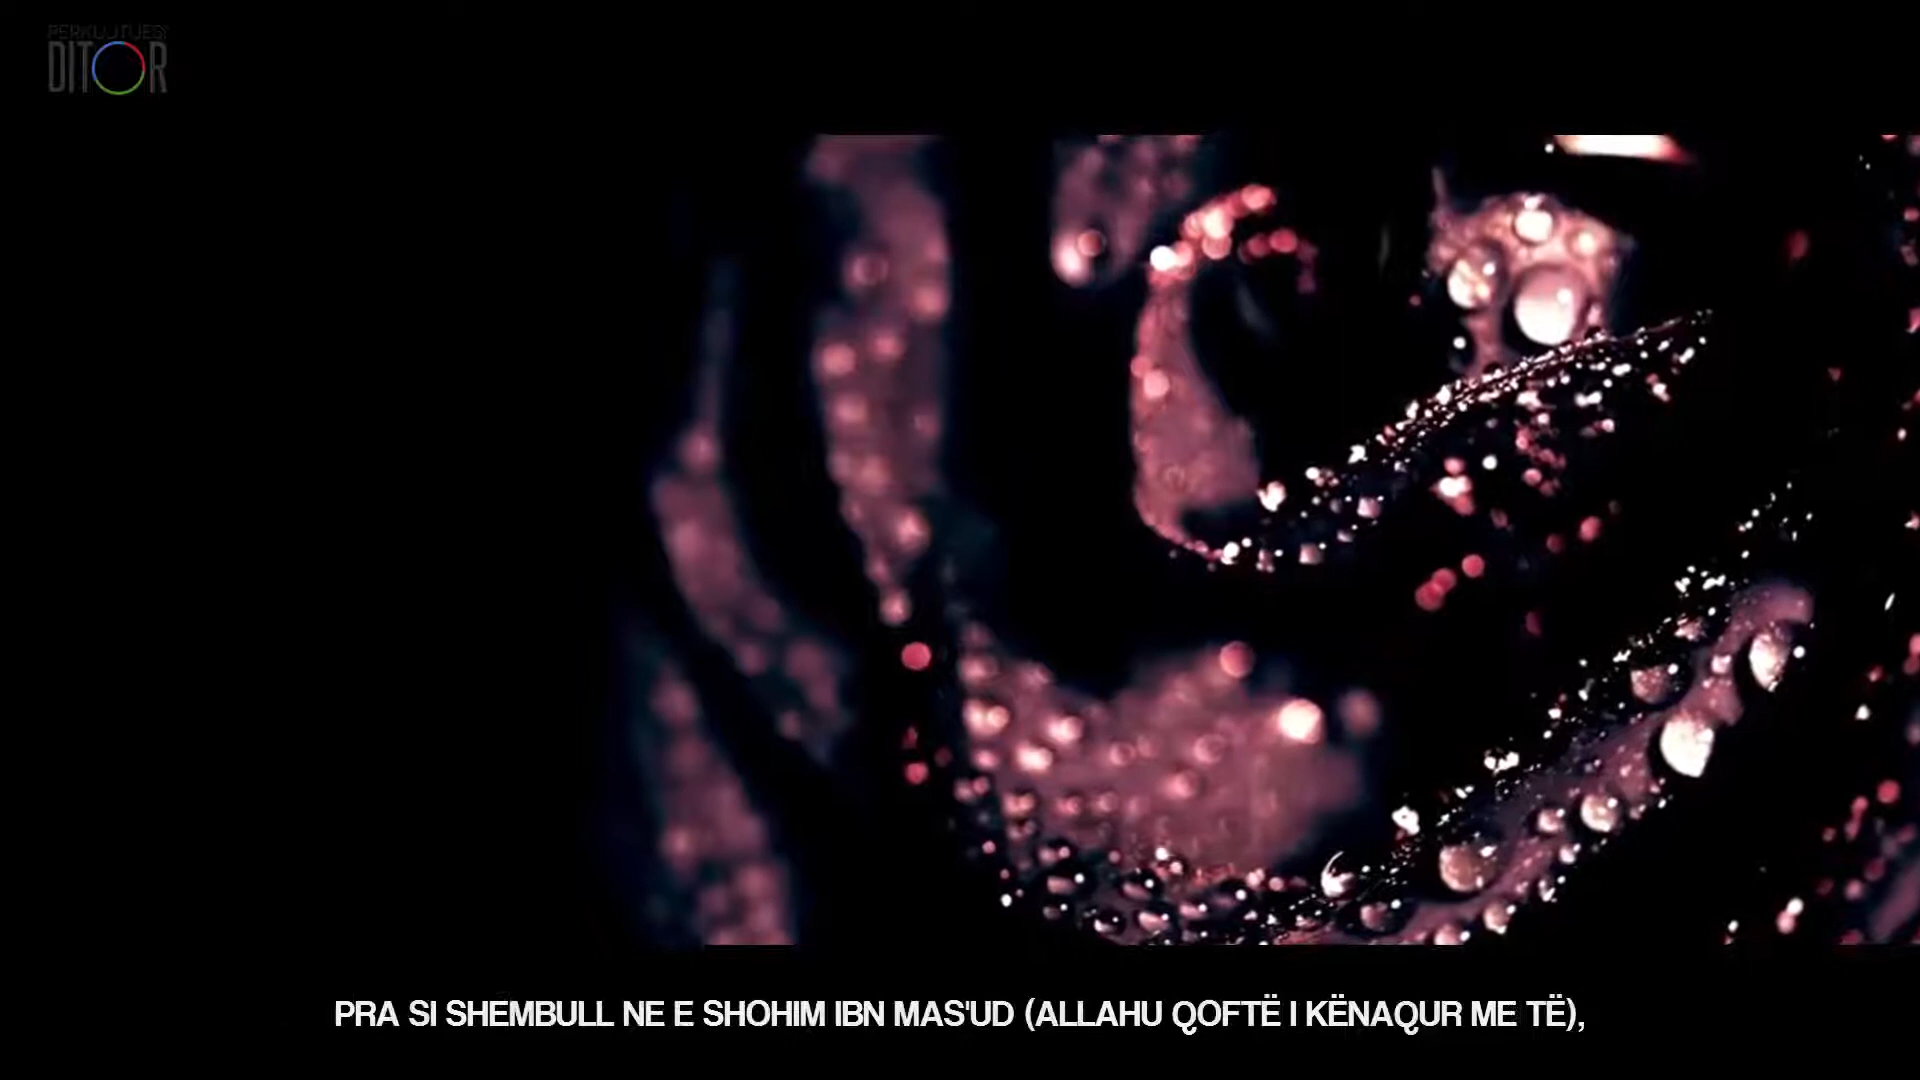 PËRKUJTUESI
DITOR
PRA SI SHEMBULL NE E SHOHIM IBN MAS'UD (ALLAHU QOFTË I KËNAQUR ME TË),